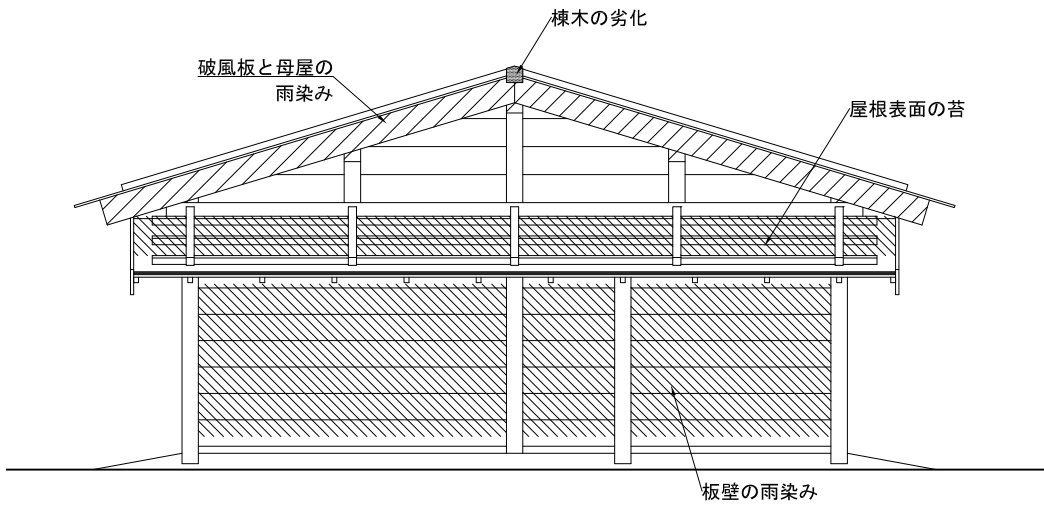 棟木の劣化
破風板と母屋の
雨染み
屋根表面の苔
板壁の雨染み